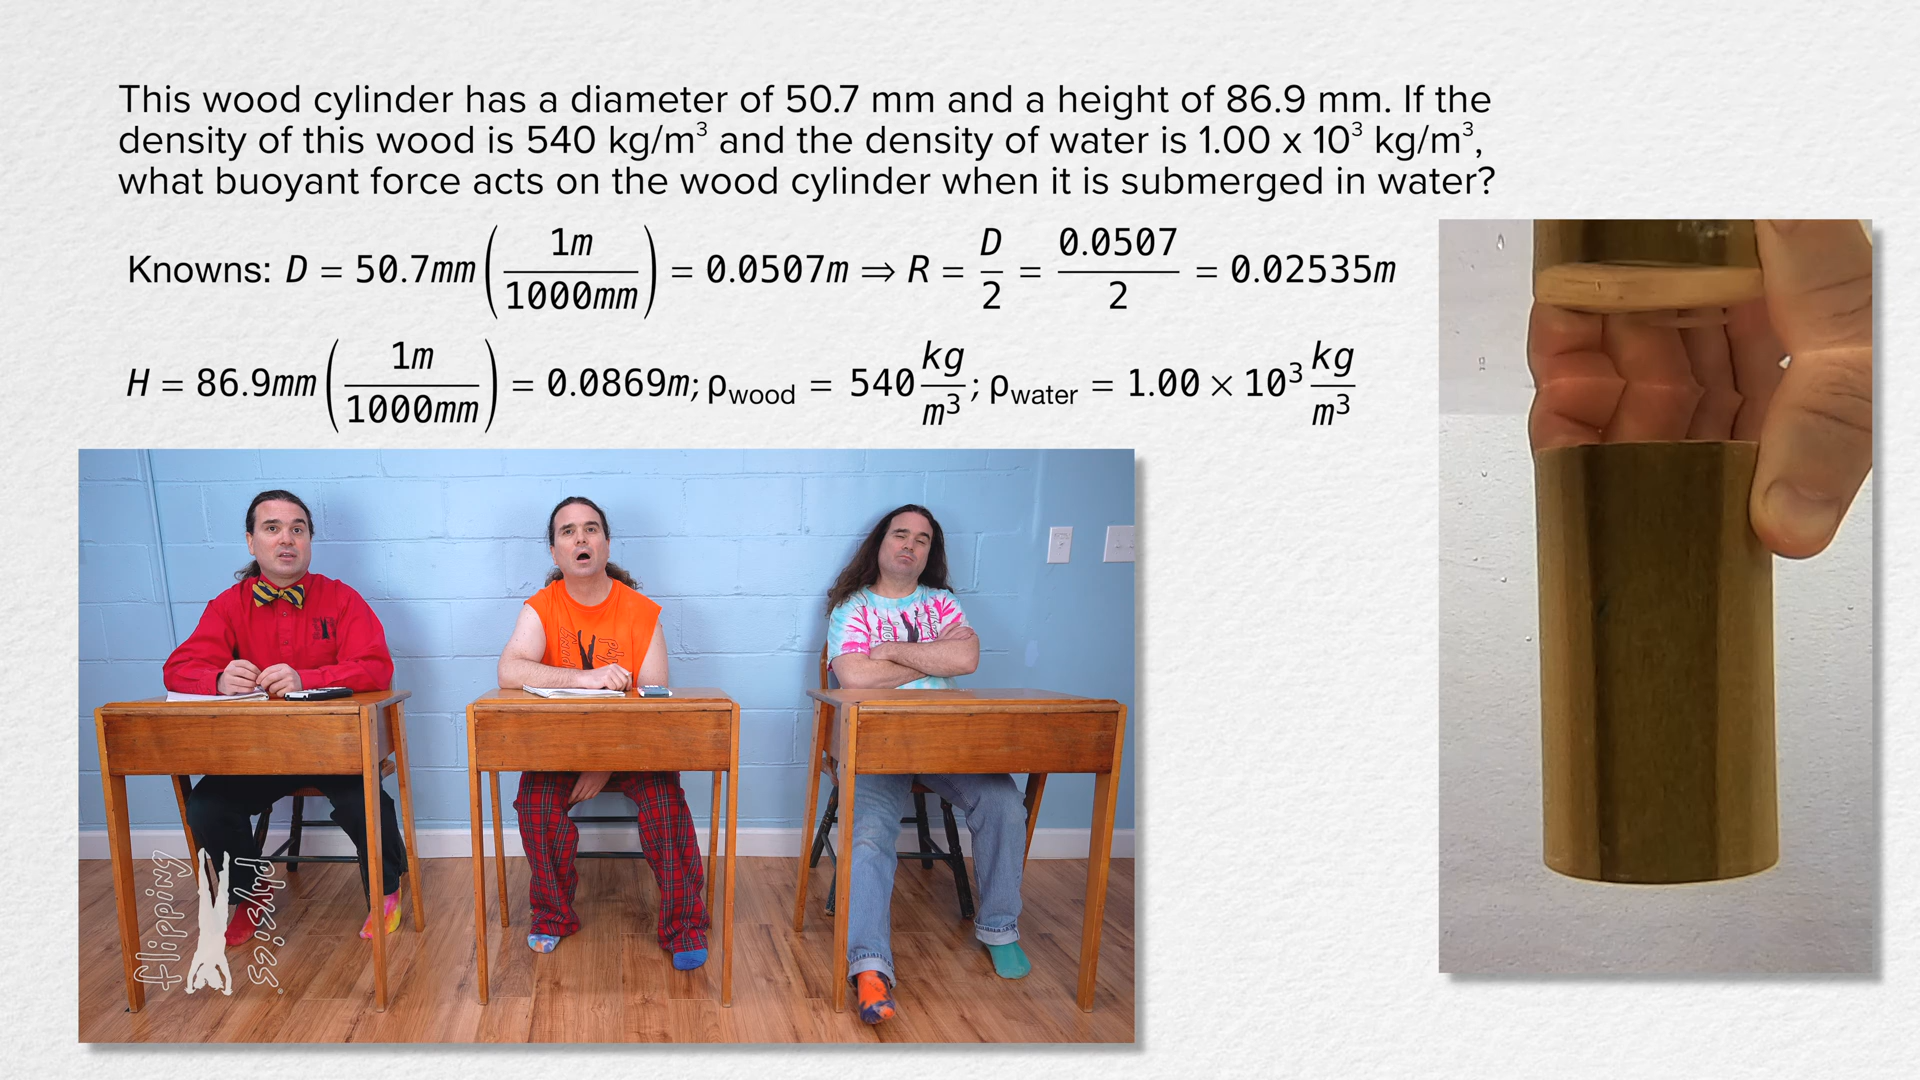 This wood cylinder has a diameter of 50.7 mm and a height of 86.9 mm. If the
density of this wood is 540 kg/m³ and the density of water is 1.00 x 10³ kg/m³,
what buoyant force acts on the wood cylinder when it is submerged in water?
Knowns: D = 50.7mm (1m / 1000mm) = 0.0507m ⇒ R = D/2 = 0.0507/2 = 0.02535m
H = 86.9mm (1m / 1000mm) = 0.0869m; ρwood = 540 kg/m³; ρwater = 1.00 × 10³ kg/m³
flipping
physics